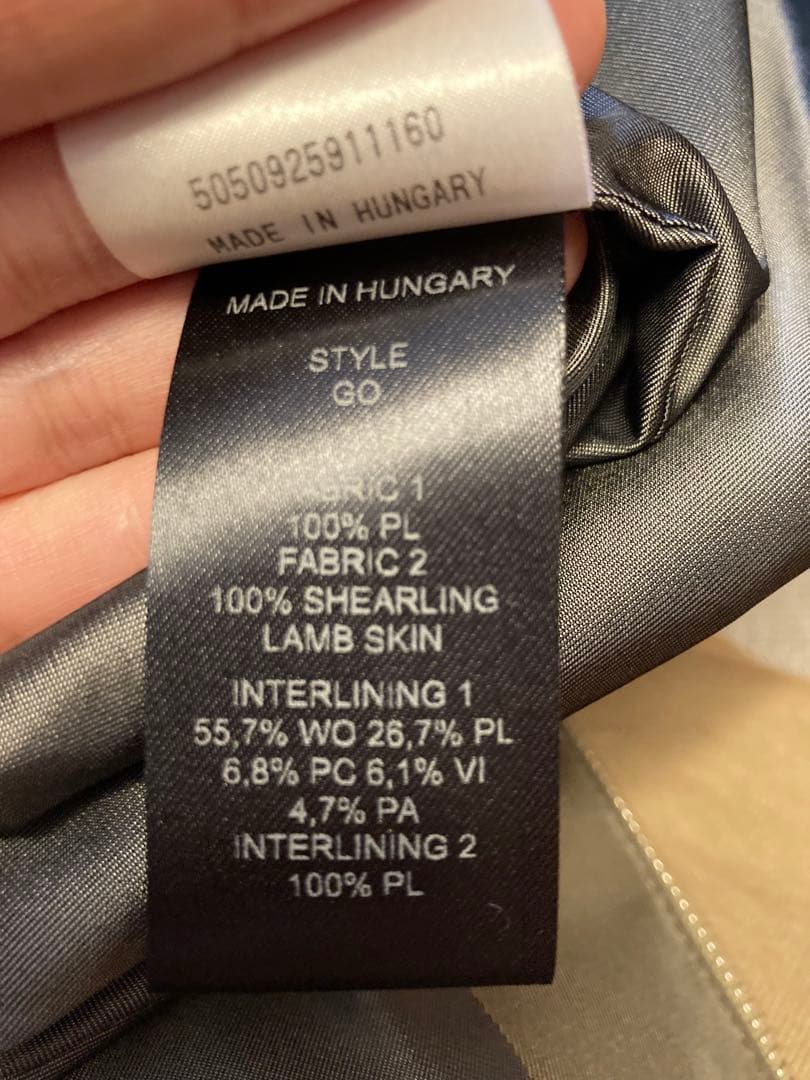 5050925911160
MADE IN HUNGARY
MADE IN HUNGARY
STYLE
GO
1
100% PL
FABRIC 2
100% SHEARLING
LAMB SKIN
INTERLINING 1
55,7% WO 26,7% PL
6,8% PC 6,1% VI
4,7% PA
INTERLINING 2
100% PL